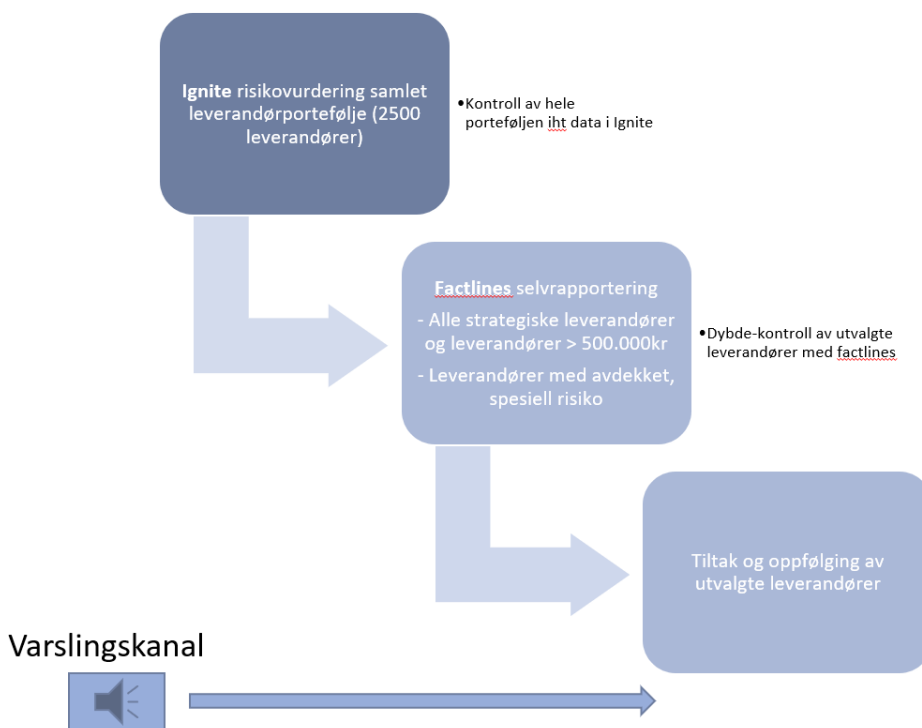 Ignite risikovurdering samlet
leverandørportefølje (2500
leverandører)
•Kontroll av hele
porteføljen iht data i Ignite
Factlines selvrapportering
- Alle strategiske leverandører
og leverandører > 500.000kr
- Leverandører med avdekket,
spesiell risiko
•Dybde-kontroll av utvalgte
leverandører med factlines
Tiltak og oppfølging av
utvalgte leverandører
Varslingskanal